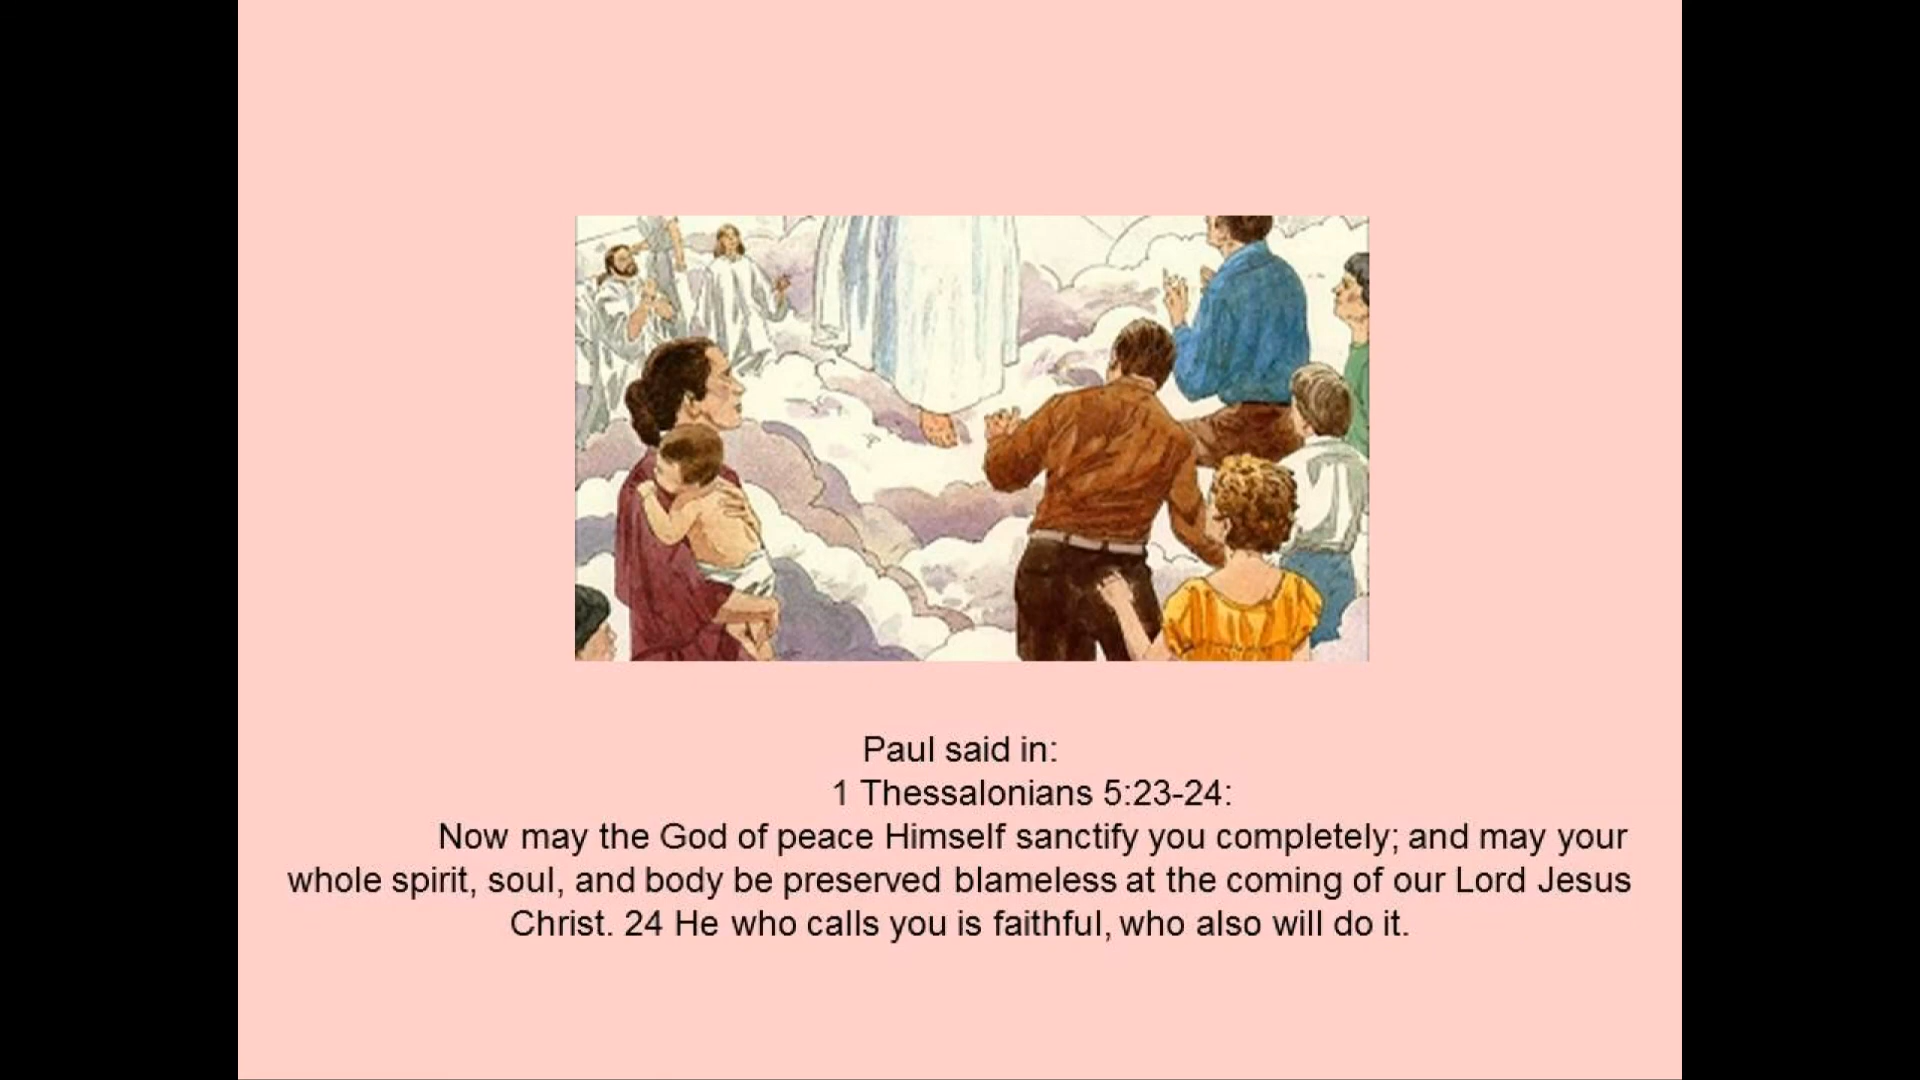 Paul said in:
1 Thessalonians 5:23-24:
Now may the God of peace Himself sanctify you completely; and may your
whole spirit, soul, and body be preserved blameless at the coming of our Lord Jesus
Christ. 24 He who calls you is faithful, who also will do it.